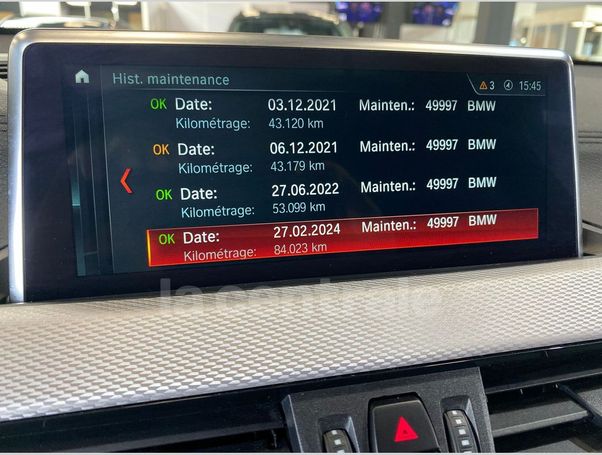 Hist. maintenance
3
15:45
OK Date: 03.12.2021 Mainten.: 49997 BMW
Kilométrage: 43.120 km
OK Date: 06.12.2021 Mainten.: 49997 BMW
Kilométrage: 43.179 km
OK Date: 27.06.2022 Mainten.: 49997 BMW
Kilométrage: 53.099 km
OK Date: 27.02.2024 Mainten.: 49997 BMW
Kilométrage: 84.023 km
la centrale